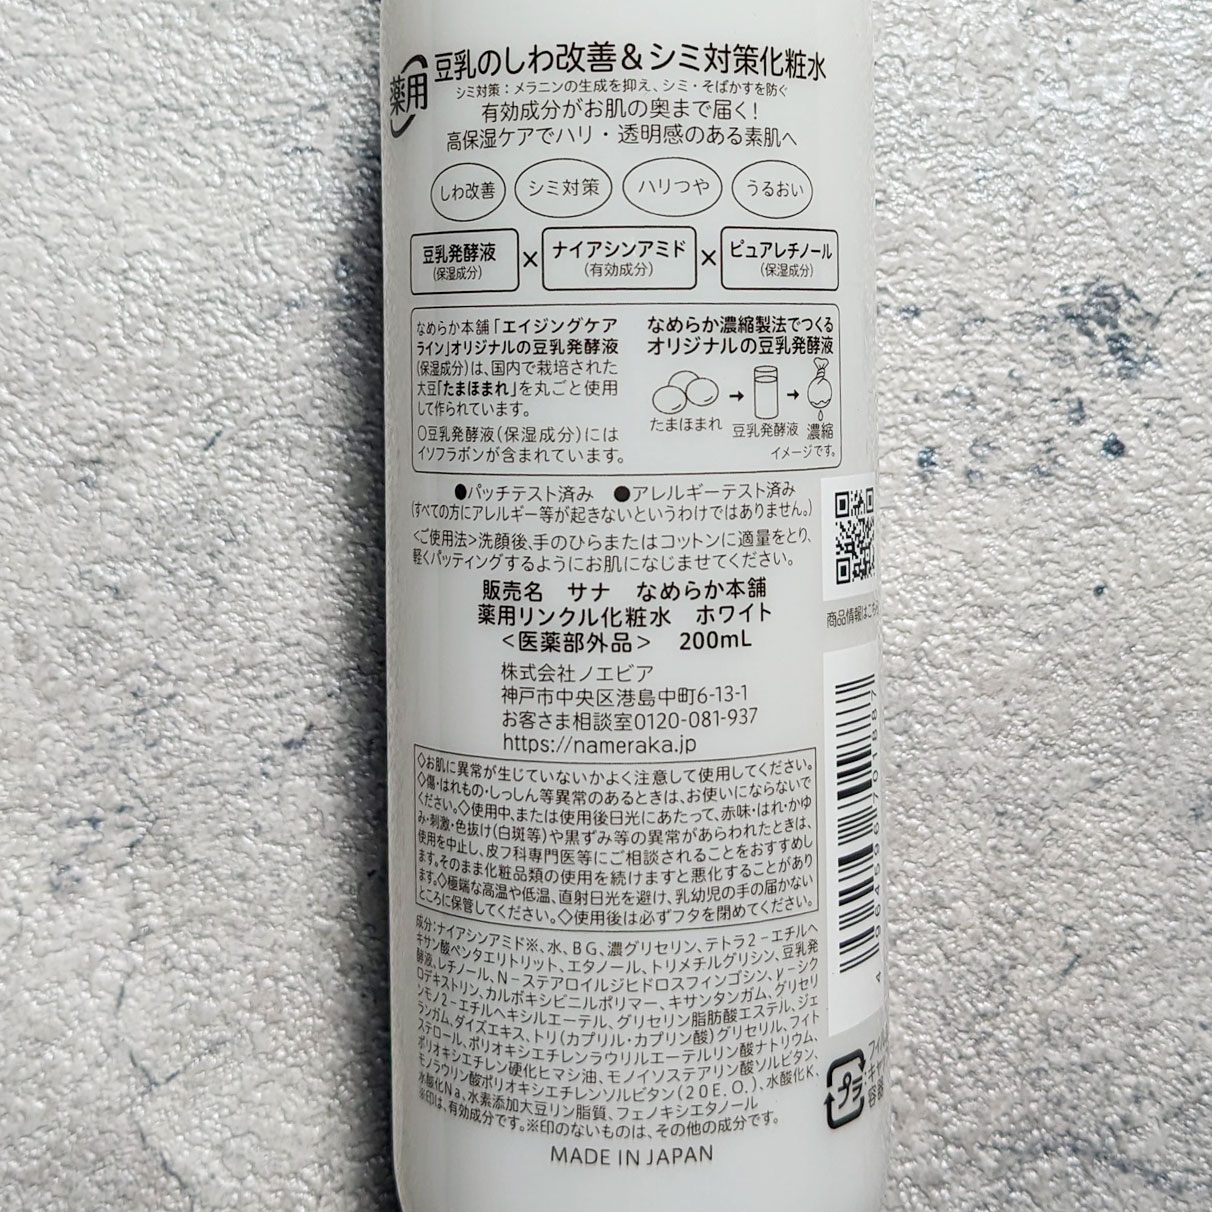 薬用
豆乳のしわ改善＆シミ対策化粧水
シミ対策：メラニンの生成を抑え、シミ・そばかすを防ぐ
有効成分がお肌の奥まで届く！
高保湿ケアでハリ・透明感のある素肌へ
しわ改善 シミ対策 ハリつや うるおい
豆乳発酵液 × ナイアシンアミド × ピュアレチノール
(保湿成分) (有効成分) (保湿成分)
なめらか本舗「エイジングケア
ライン」オリジナルの豆乳発酵液
(保湿成分)は、国内で栽培された
大豆「たまほまれ」を丸ごと使用
して作られています。
○豆乳発酵液(保湿成分)には
イソフラボンが含まれています。
なめらか濃縮製法でつくる
オリジナルの豆乳発酵液
たまほまれ → 豆乳発酵液 → 濃縮
イメージです。
●パッチテスト済み ●アレルギーテスト済み
(すべての方にアレルギー等が起きないというわけではありません。)
<ご使用法>洗顔後、手のひらまたはコットンに適量をとり、
軽くパッティングするようにお肌になじませてください。
販売名 サナ なめらか本舗
薬用リンクル化粧水 ホワイト
<医薬部外品> 200mL
株式会社ノエビア
神戸市中央区港島中町6-13-1
お客さま相談室0120-081-937
https://nameraka.jp
◇お肌に異常が生じていないかよく注意して使用してください。
◇傷・はれもの・しっしん等異常のあるときは、お使いにならないで
ください。◇使用中、または使用後日光にあたって、赤味・はれ・かゆ
み・刺激・色抜け(白斑等)や黒ずみ等の異常があらわれたときは、
使用を中止し、皮フ科専門医等にご相談されることをおすすめし
ます。そのまま化粧品類の使用を続けますと悪化することがあり
ます。◇極端な高温や低温、直射日光を避け、乳幼児の手の届かない
ところに保管してください。◇使用後は必ずフタを閉めてください。
成分：ナイアシンアミド※、水、BG、濃グリセリン、テトラ2-エチルヘ
キサン酸ペンタエリトリット、エタノール、トリメチルグリシン、豆乳発
酵液、レチノール、N-ステアロイルジヒドロスフィンゴシン、γ-シク
ロデキストリン、カルボキシビニルポリマー、キサンタンガム、グリセリ
ンモノ2-エチルヘキシルエーテル、グリセリン脂肪酸エステル、ジェ
ランガム、ダイズエキス、トリ(カプリル・カプリン酸)グリセリル、フィト
ステロール、ポリオキシエチレンラウリルエーテルリン酸ナトリウム、
ポリオキシエチレン硬化ヒマシ油、モノイソステアリン酸ソルビタン、
モノラウリン酸ポリオキシエチレンソルビタン(20E.O.)、水酸化K、
水酸化Na、水素添加大豆リン脂質、フェノキシエタノール
※印は、有効成分です。※印のないものは、その他の成分です。
MADE IN JAPAN
商品情報はこちら
4 964596 701887
プラ